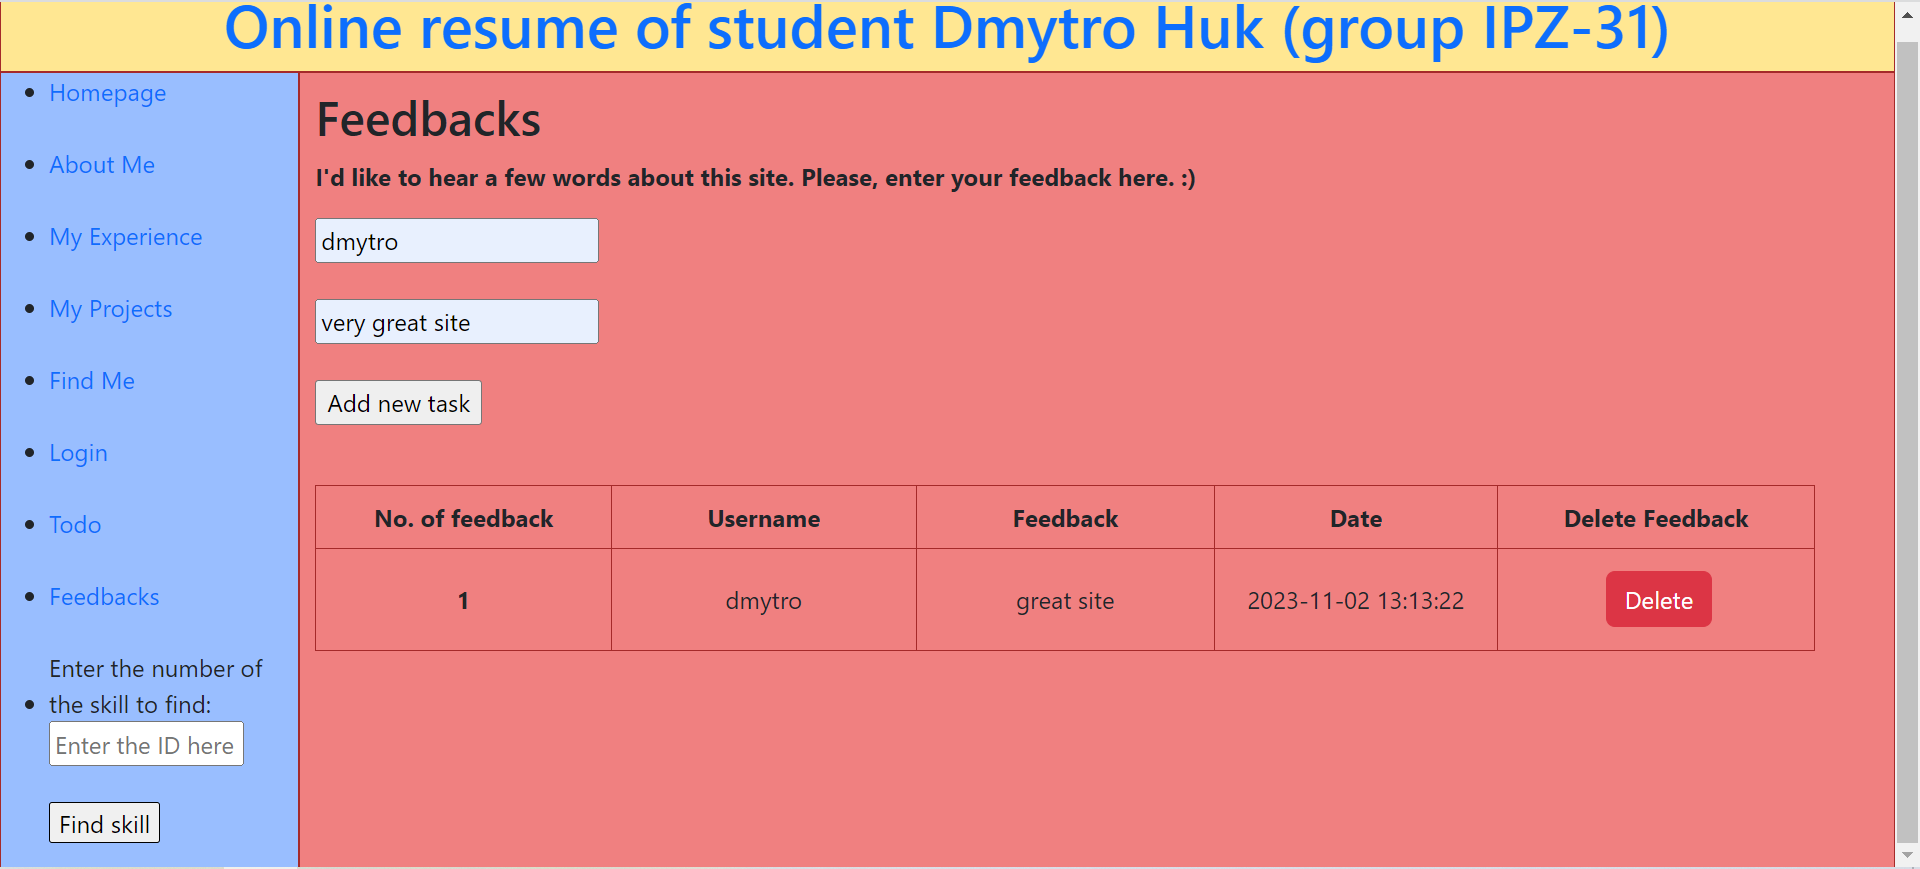 Online resume of student Dmytro Huk (group IPZ-31)
Homepage
About Me
My Experience
My Projects
Find Me
Login
Todo
Feedbacks
Enter the number of
the skill to find:
Enter the ID here
Find skill
Feedbacks
I'd like to hear a few words about this site. Please, enter your feedback here. :)
dmytro
very great site
Add new task
No. of feedback Username Feedback Date Delete Feedback
1 dmytro great site 2023-11-02 13:13:22 Delete